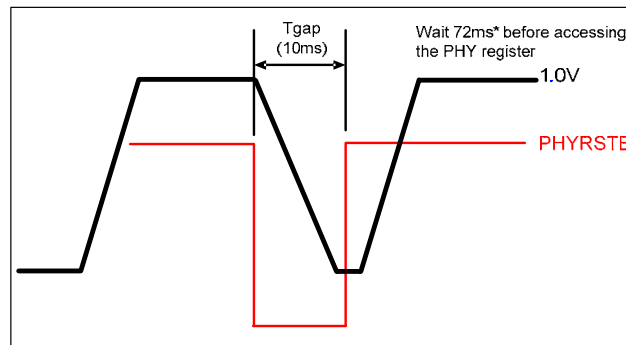 Tgap
(10ms)
Wait 72ms* before accessing
the PHY register
1.0V
PHYRSTB